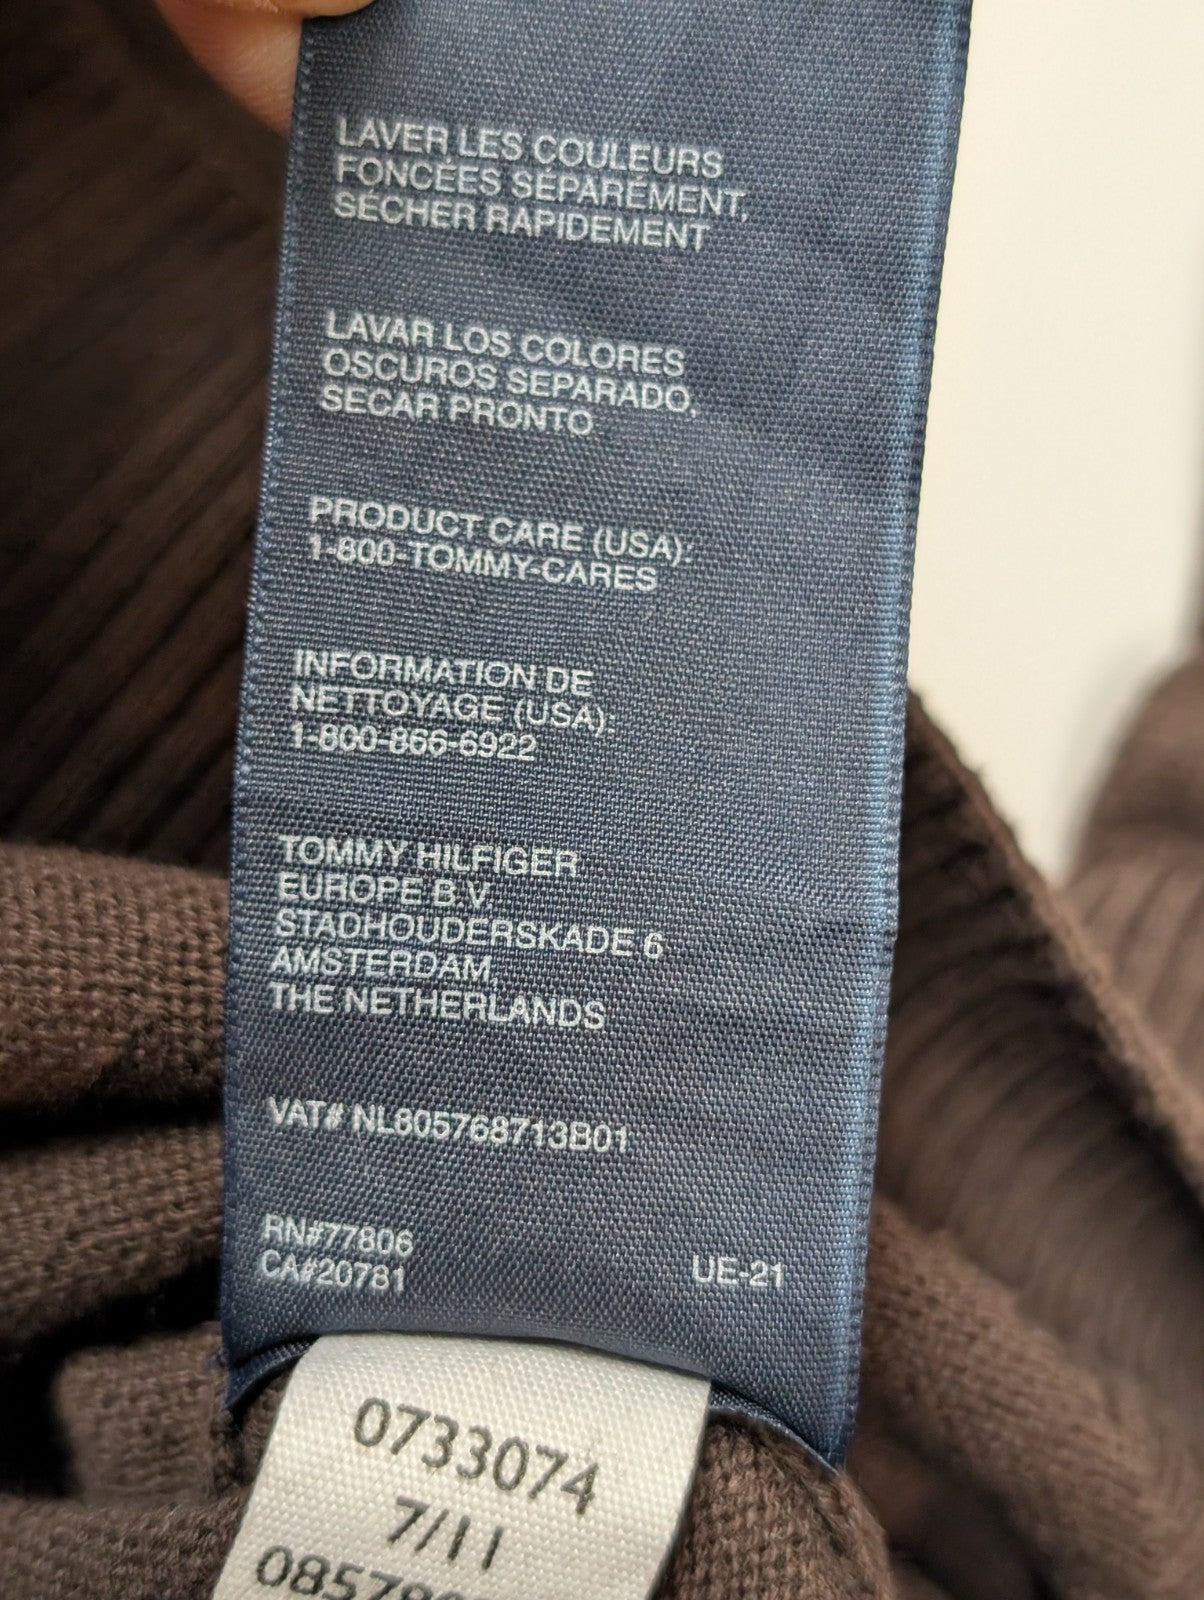 LAVER LES COULEURS
FONCÉES SÉPARÉMENT,
SÉCHER RAPIDEMENT
LAVAR LOS COLORES
OSCUROS SEPARADO,
SECAR PRONTO
PRODUCT CARE (USA):
1-800-TOMMY-CARES
INFORMATION DE
NETTOYAGE (USA):
1-800-866-6922
TOMMY HILFIGER
EUROPE B.V.
STADHOUDERSKADE 6
AMSTERDAM,
THE NETHERLANDS
VAT# NL805768713B01
RN#77806
CA#20781
UE-21
0733074
7/11